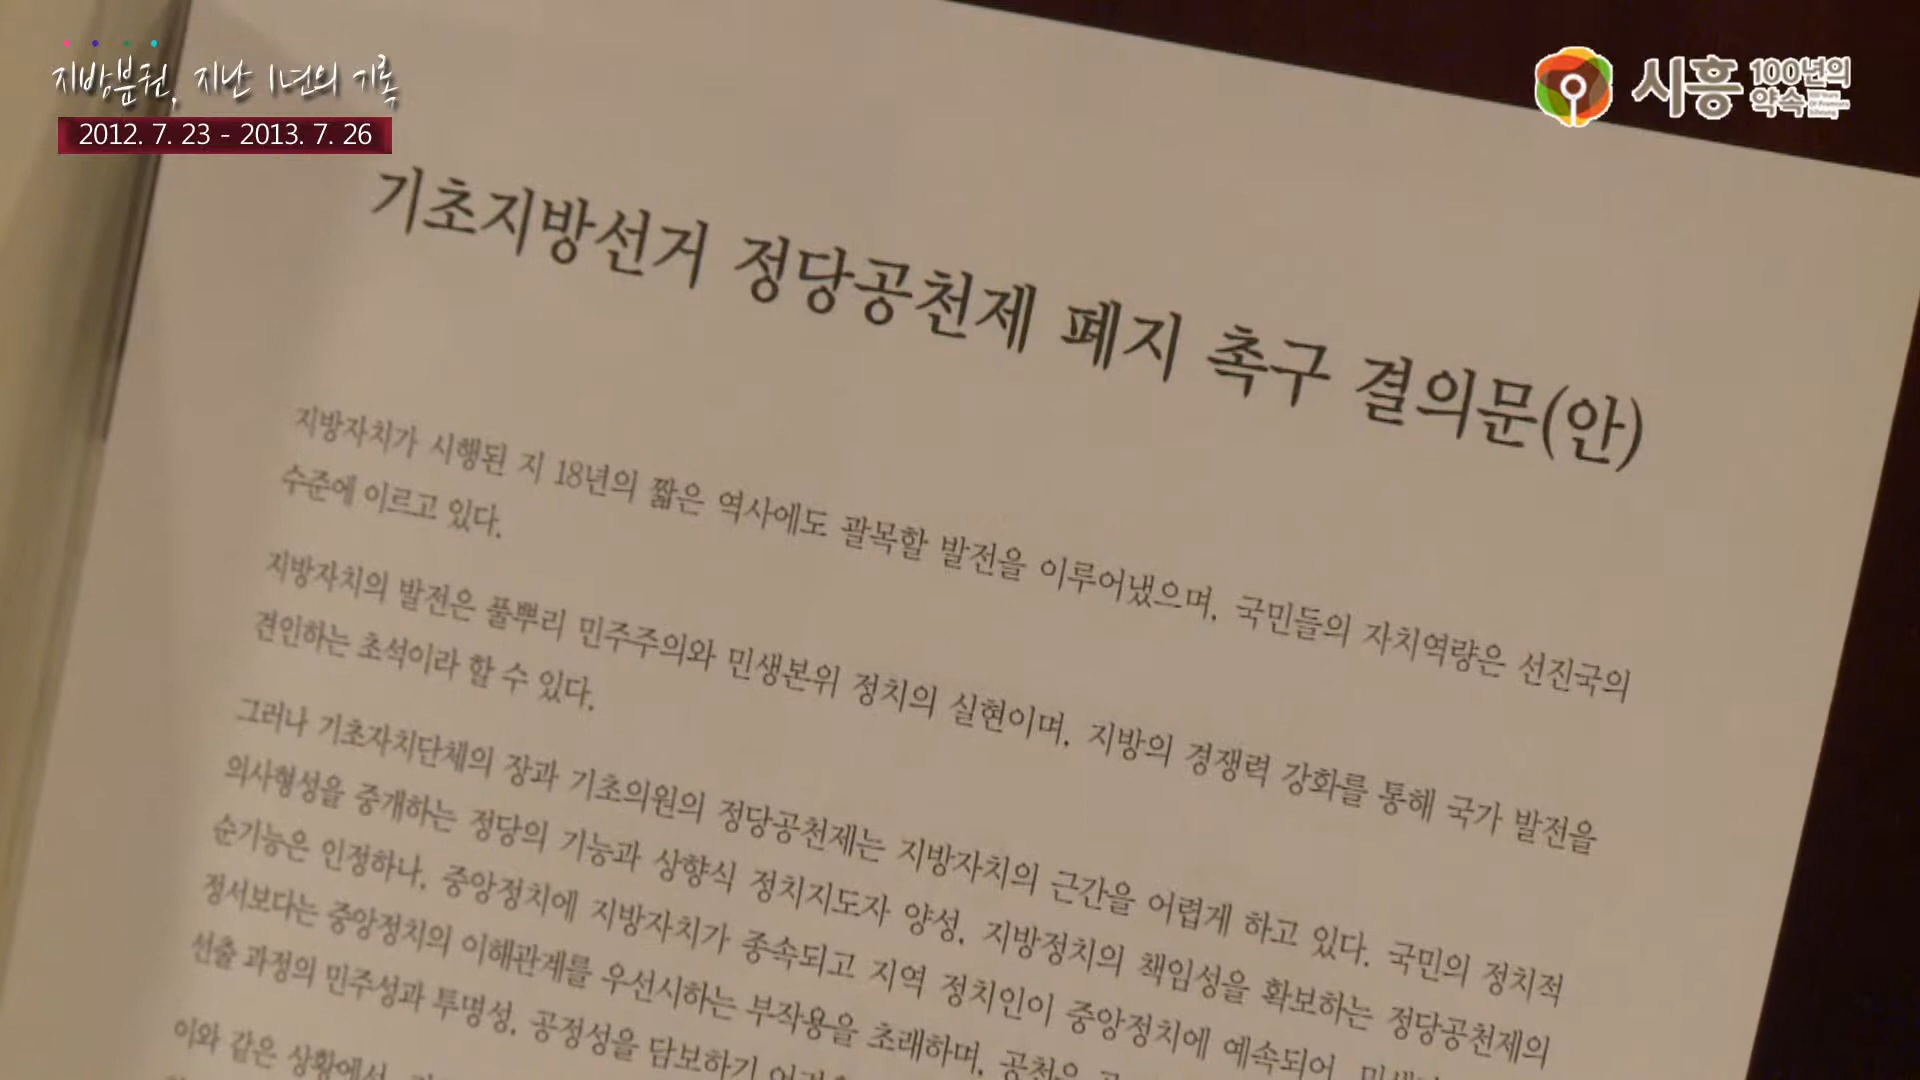 지방분권, 지난 1년의 기록
2012. 7. 23 - 2013. 7. 26
시흥 100년의 약속
기초지방선거 정당공천제 폐지 촉구 결의문(안)
지방자치가 시행된 지 18년의 짧은 역사에도 괄목할 발전을 이루어냈으며, 국민들의 자치역량은 선진국의
수준에 이르고 있다.
지방자치의 발전은 풀뿌리 민주주의와 민생본위 정치의 실현이며, 지방의 경쟁력 강화를 통해 국가 발전을
견인하는 초석이라 할 수 있다.
그러나 기초자치단체의 장과 기초의원의 정당공천제는 지방자치의 근간을 어렵게 하고 있다. 국민의 정치적
의사형성을 중개하는 정당의 기능과 상향식 정치지도자 양성, 지방정치의 책임성을 확보하는 정당공천제의
순기능은 인정하나, 중앙정치에 지방자치가 종속되고 지역 정치인이 중앙정치에 예속되어,
정서보다는 중앙정치의 이해관계를 우선시하는 부작용을 초래하며, 공천은
선출 과정의 민주성과 투명성, 공정성을 담보하기
이와 같은 상황에서,